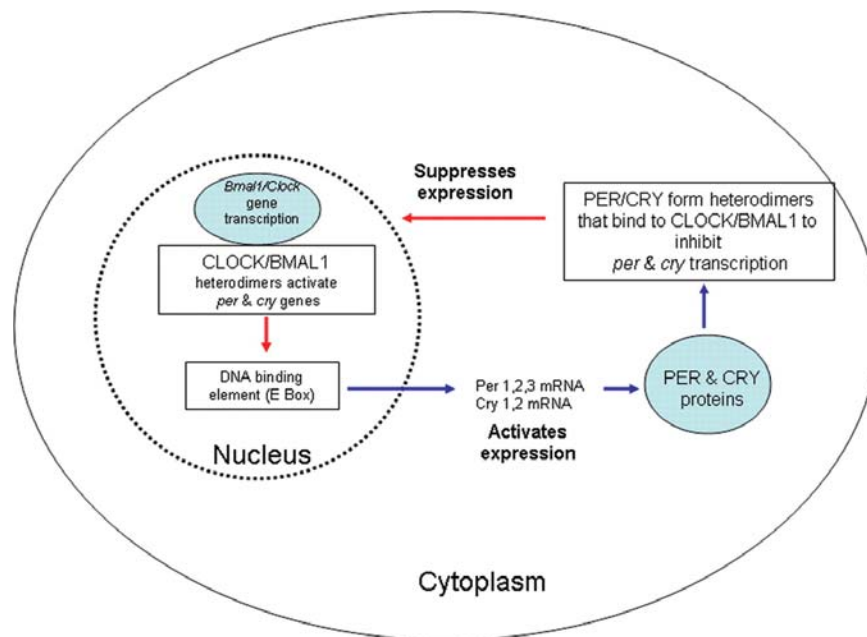 Bmal1/Clock
gene
transcription
CLOCK/BMAL1
heterodimers activate
per & cry genes
DNA binding
element (E Box)
Nucleus
Suppresses
expression
PER/CRY form heterodimers
that bind to CLOCK/BMAL1 to
inhibit
per & cry transcription
Per 1,2,3 mRNA
Cry 1,2 mRNA
Activates
expression
PER & CRY
proteins
Cytoplasm